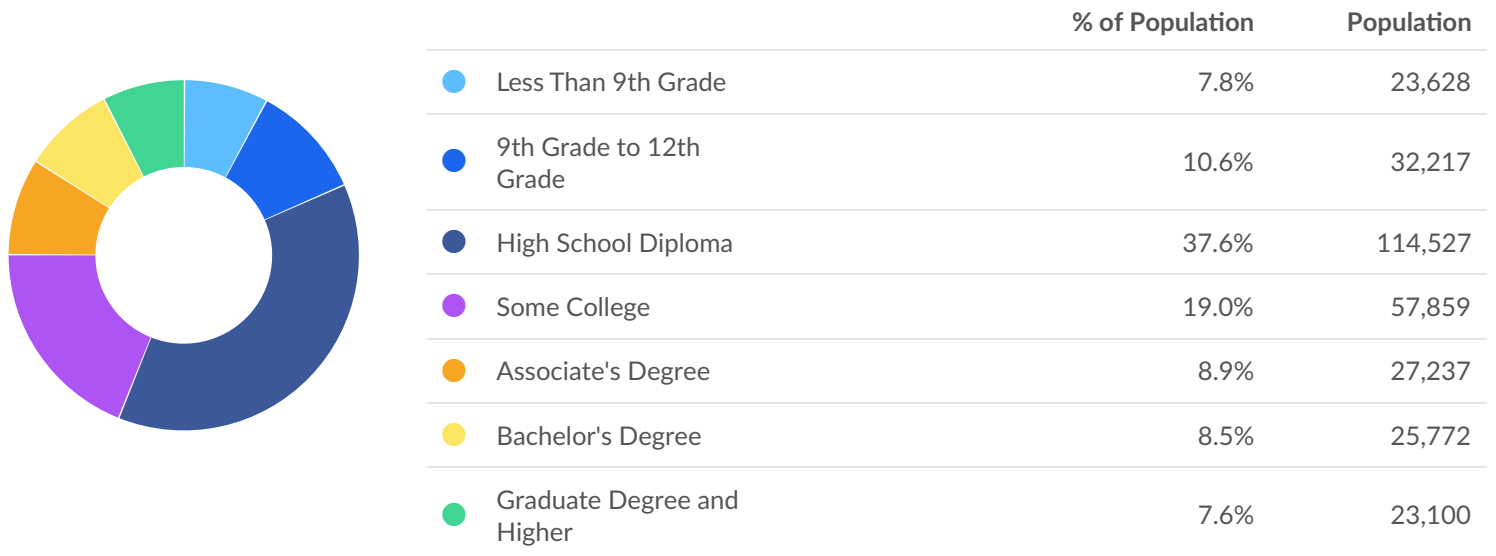 % of Population Population
Less Than 9th Grade 7.8% 23,628
9th Grade to 12th
Grade 10.6% 32,217
High School Diploma 37.6% 114,527
Some College 19.0% 57,859
Associate's Degree 8.9% 27,237
Bachelor's Degree 8.5% 25,772
Graduate Degree and
Higher 7.6% 23,100